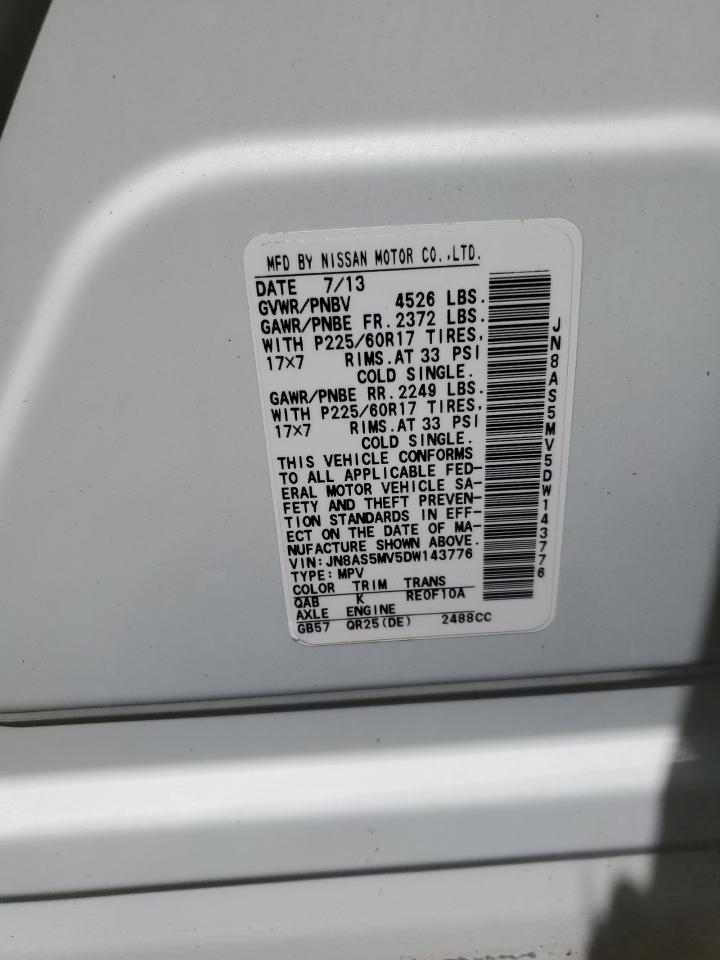 MFD BY NISSAN MOTOR CO.,LTD.
DATE 7/13
GVWR/PNBV 4526 LBS.
GAWR/PNBE FR. 2372 LBS.
WITH P225/60R17 TIRES,
17×7 RIMS. AT 33 PSI
COLD SINGLE.
GAWR/PNBE RR. 2249 LBS.
WITH P225/60R17 TIRES,
17×7 RIMS. AT 33 PSI
COLD SINGLE.
THIS VEHICLE CONFORMS
TO ALL APPLICABLE FED-
ERAL MOTOR VEHICLE SA-
FETY AND THEFT PREVEN-
TION STANDARDS IN EFF-
ECT ON THE DATE OF MA-
NUFACTURE SHOWN ABOVE.
VIN: JN8AS5MV5DW143776
TYPE: MPV
COLOR TRIM TRANS
QAB K RE0F10A
AXLE ENGINE
GB57 QR25(DE) 2488CC
JN8AS5MV5DW143776